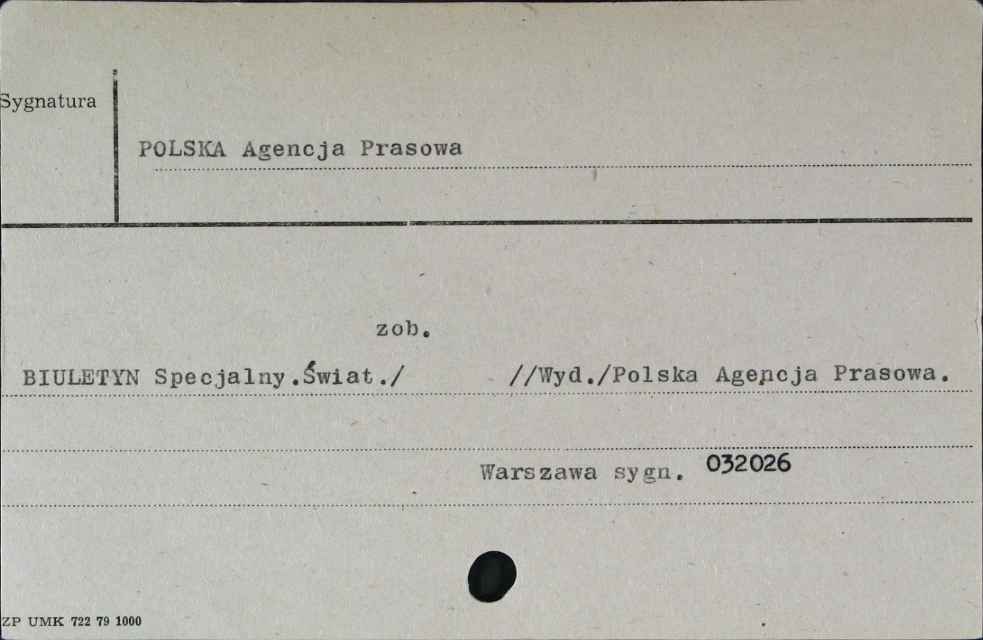 Sygnatura
POLSKA Agencja Prasowa
zob.
BIULETYN Specjalny.Świat./ //Wyd./Polska Agencja Prasowa.
Warszawa sygn. 032026
ZP UMK 722 79 1000